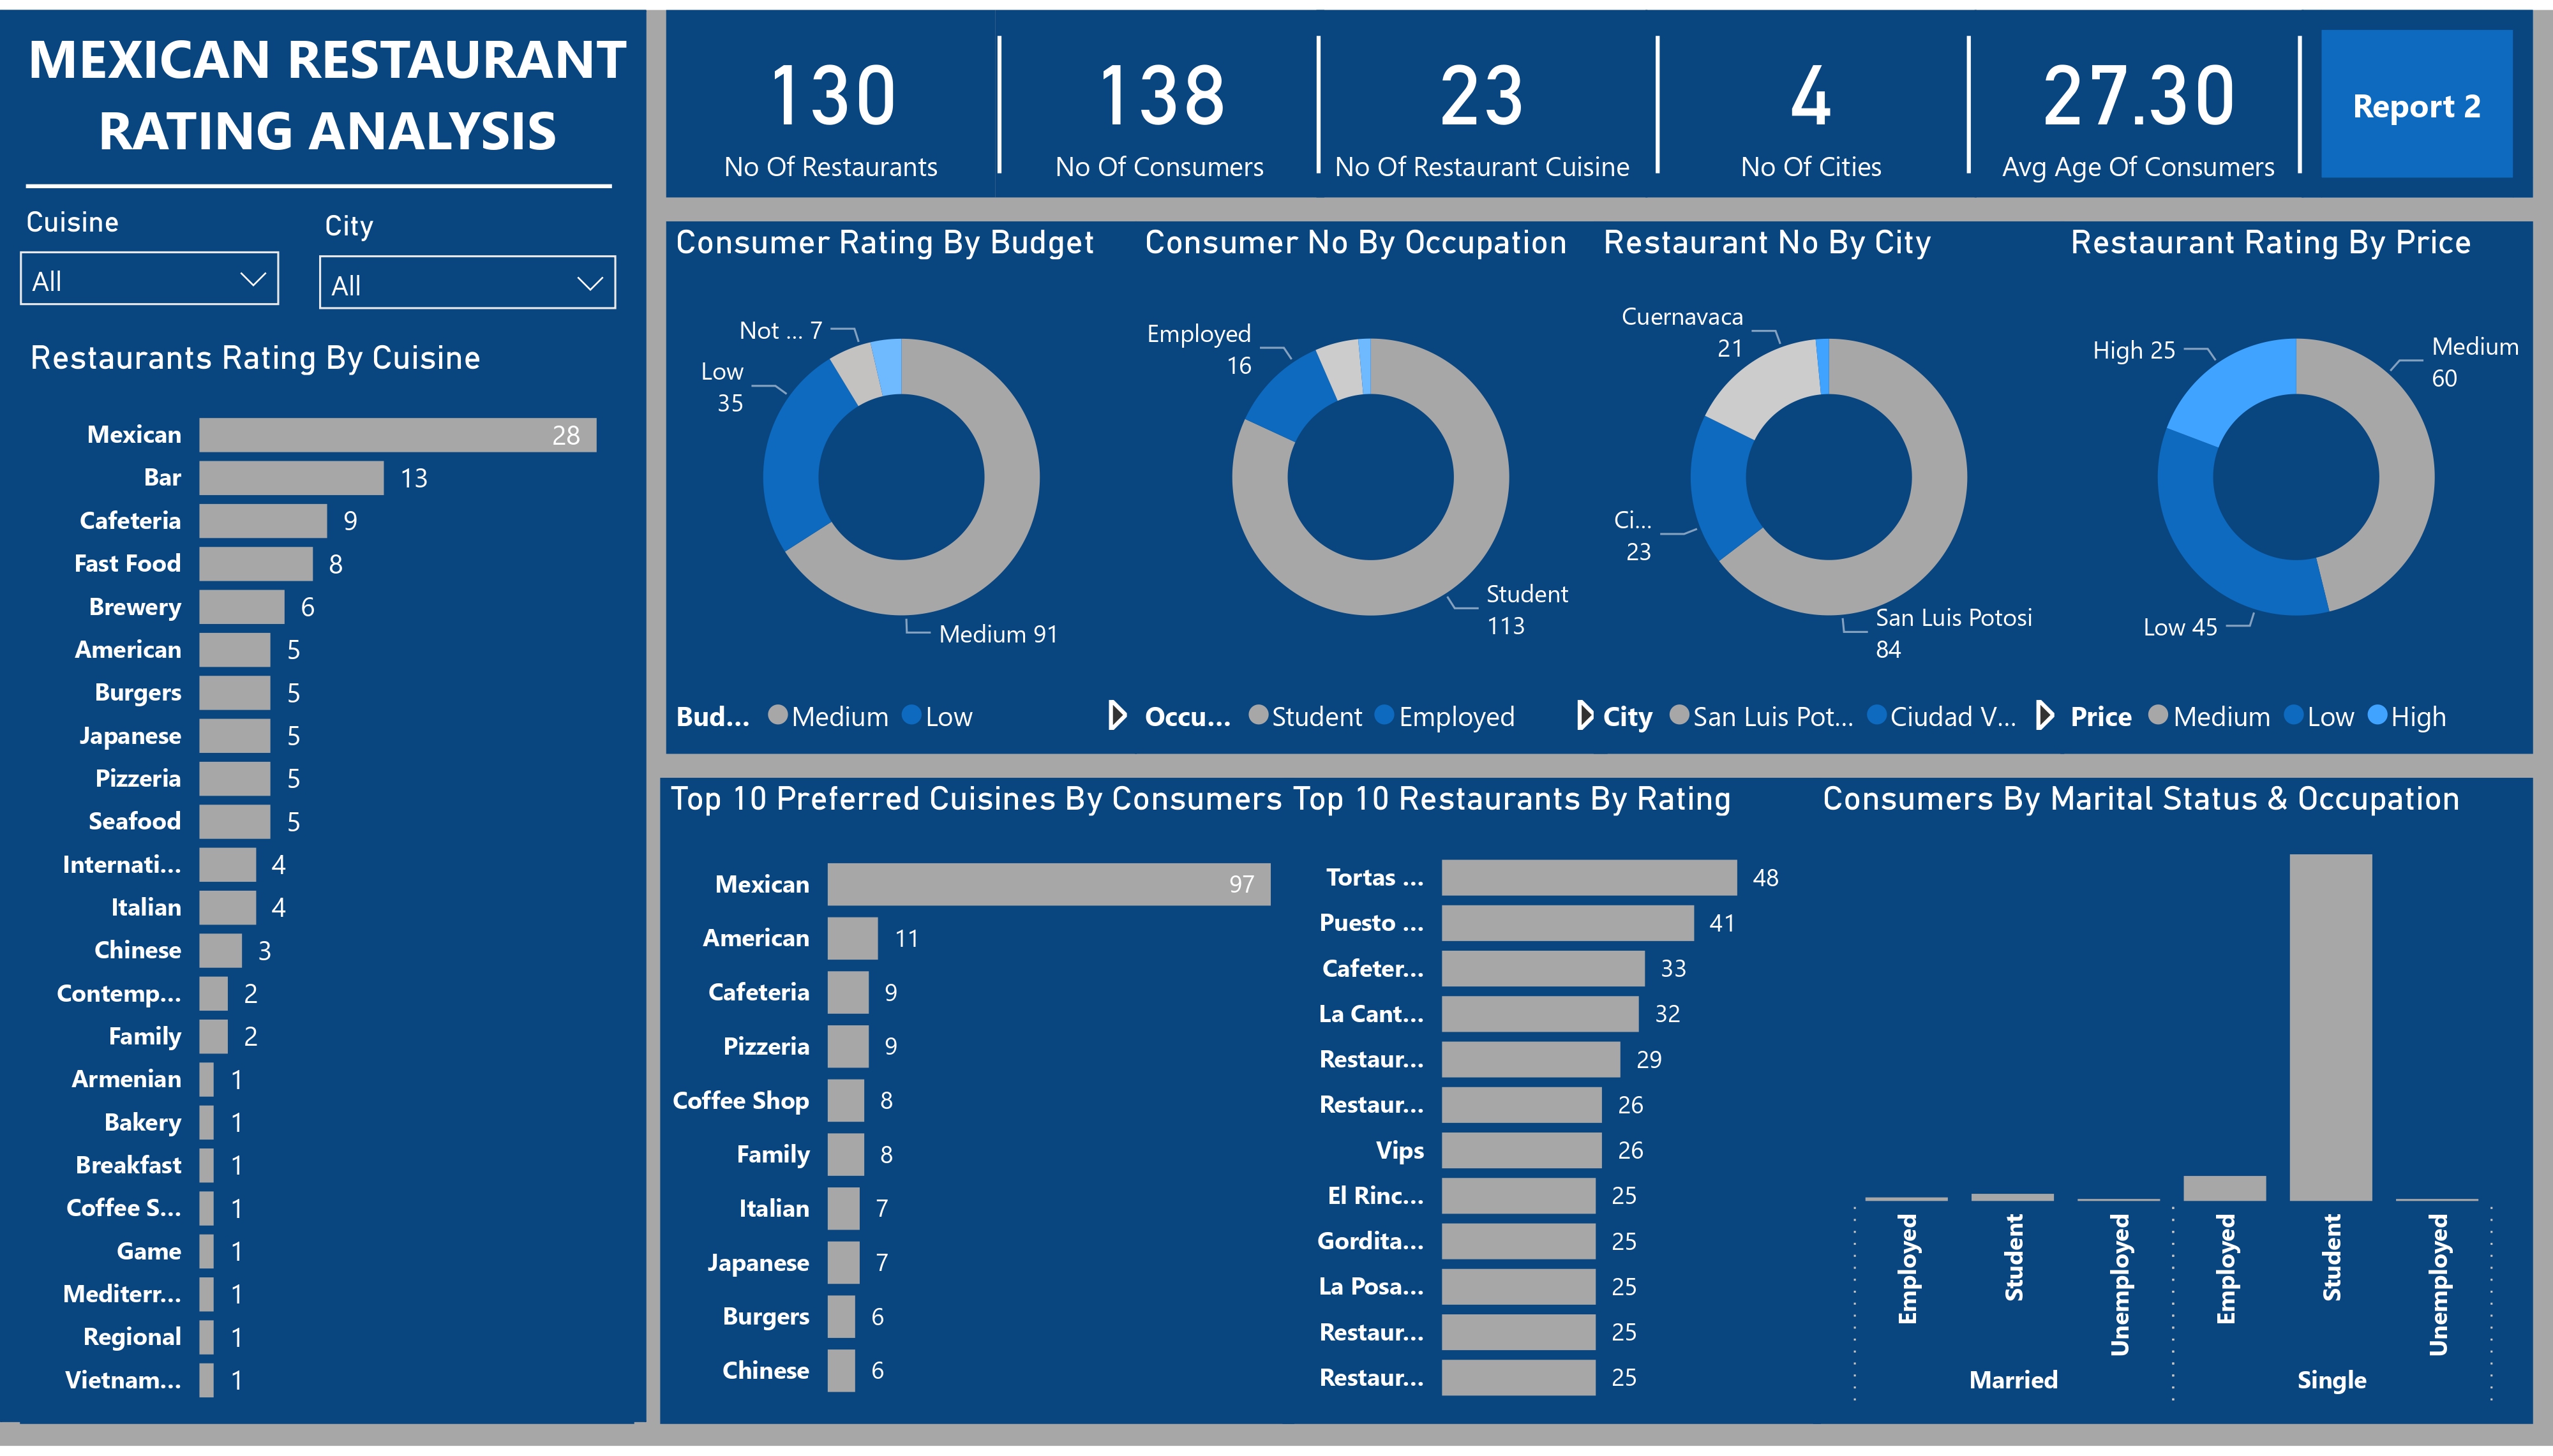 MEXICAN RESTAURANT
RATING ANALYSIS
Cuisine
City
All
All
Restaurants Rating By Cuisine
Mexican 28
Bar 13
Cafeteria 9
Fast Food 8
Brewery 6
American 5
Burgers 5
Japanese 5
Pizzeria 5
Seafood 5
Internati... 4
Italian 4
Chinese 3
Contemp... 2
Family 2
Armenian 1
Bakery 1
Breakfast 1
Coffee S... 1
Game 1
Mediterr... 1
Regional 1
Vietnam... 1
130
No Of Restaurants
138
No Of Consumers
23
No Of Restaurant Cuisine
4
No Of Cities
27.30
Avg Age Of Consumers
Report 2
Consumer Rating By Budget
Not ... 7
Low
35
Medium 91
Bud... Medium Low
Consumer No By Occupation
Employed
16
Student
113
Occu... Student Employed
Restaurant No By City
Cuernavaca
21
Ci...
23
San Luis Potosi
84
City San Luis Pot... Ciudad V...
Restaurant Rating By Price
High 25
Medium
60
Low 45
Price Medium Low High
Top 10 Preferred Cuisines By Consumers
Mexican 97
American 11
Cafeteria 9
Pizzeria 9
Coffee Shop 8
Family 8
Italian 7
Japanese 7
Burgers 6
Chinese 6
Top 10 Restaurants By Rating
Tortas ... 48
Puesto ... 41
Cafeter... 33
La Cant... 32
Restaur... 29
Restaur... 26
Vips 26
El Rinc... 25
Gordita... 25
La Posa... 25
Restaur... 25
Restaur... 25
Consumers By Marital Status & Occupation
Employed
Student
Unemployed
Employed
Student
Unemployed
Married
Single